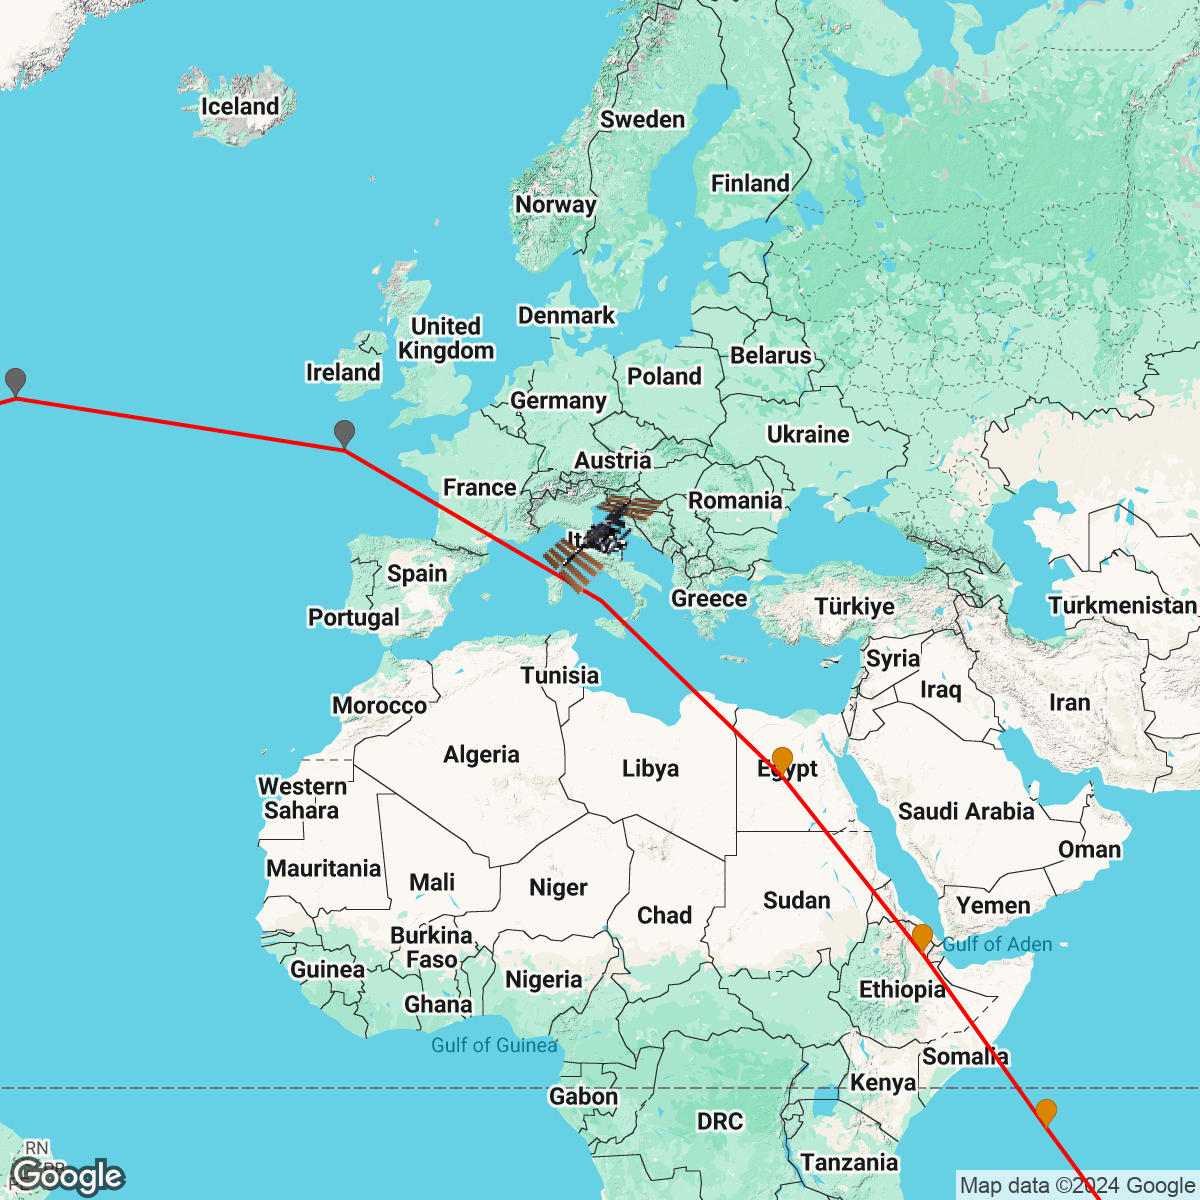 Iceland
Sweden
Finland
Norway
Denmark
United
Kingdom
Ireland
Belarus
Poland
Germany
Ukraine
Austria
France
Romania
Spain
Greece
Portugal
Türkiye
Turkmenistan
Syria
Tunisia
Iraq
Iran
Morocco
Algeria
Libya
Egypt
Western
Sahara
Saudi Arabia
Oman
Mauritania
Mali
Niger
Chad
Sudan
Yemen
Burkina
Faso
Gulf of Aden
Guinea
Nigeria
Ethiopia
Ghana
Gulf of Guinea
Somalia
Kenya
Gabon
DRC
RN
Tanzania
Google
Map data ©2024 Google